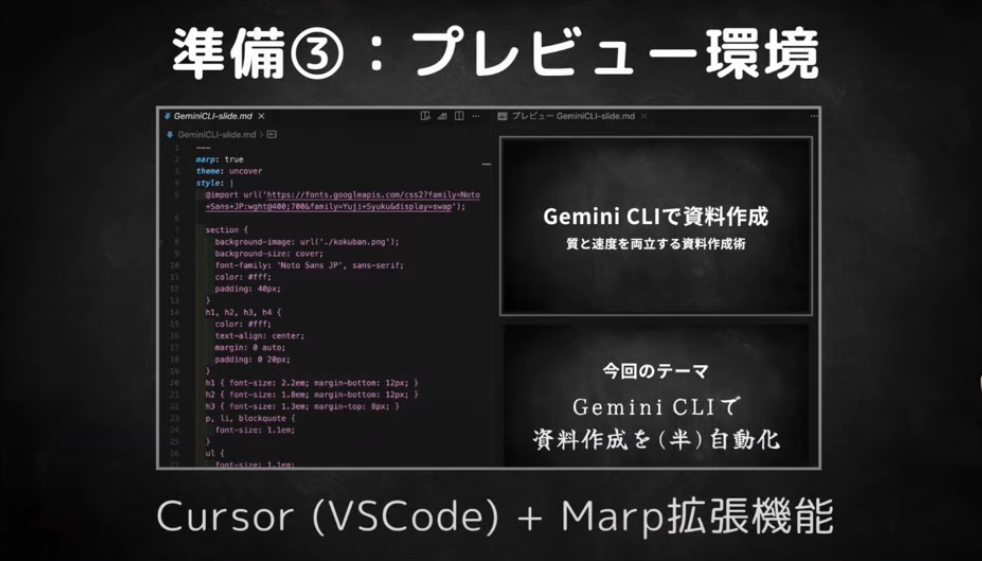 準備③：プレビュー環境
GeminiCLI-slide.md ×
プレビュー GeminiCLI-slide.md ×
GeminiCLI-slide.md >
1 ---
2 marp: true
3 theme: uncover
4 style: |
5 @import url('https://fonts.googleapis.com/css2?family=Noto
+Sans+JP:wght@400;700&family=Yuji+Syuku&display=swap');
6
7 section {
8 background-image: url('./kokuban.png');
9 background-size: cover;
10 font-family: 'Noto Sans JP', sans-serif;
11 color: #fff;
12 padding: 40px;
13 }
14 h1, h2, h3, h4 {
15 color: #fff;
16 text-align: center;
17 margin: 0 auto;
18 padding: 0 20px;
19 }
20 h1 { font-size: 2.2em; margin-bottom: 12px; }
21 h2 { font-size: 1.8em; margin-bottom: 12px; }
22 h3 { font-size: 1.3em; margin-top: 8px; }
23 p, li, blockquote {
24 font-size: 1.1em;
25 }
26 ul {
27 font-size: 1.1em;
Gemini CLIで資料作成
質と速度を両立する資料作成術
今回のテーマ
Gemini CLIで
資料作成を(半)自動化
Cursor (VSCode) + Marp拡張機能